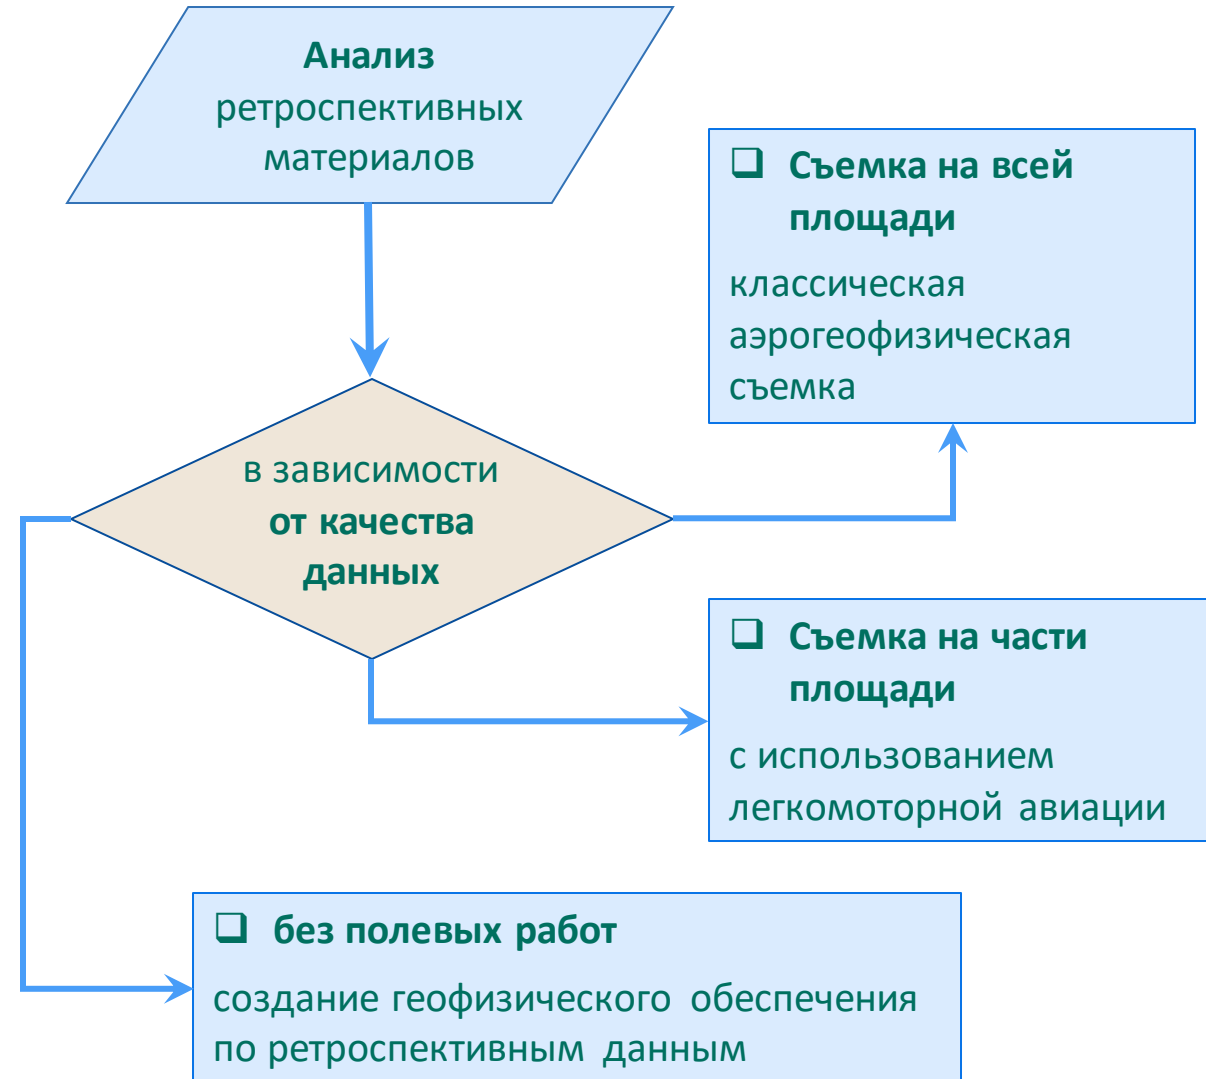 Анализ
ретроспективных
материалов
❑ Съемка на всей
площади
классическая
аэрогеофизическая
съемка
в зависимости
от качества
данных
❑ Съемка на части
площади
с использованием
легкомоторной авиации
❑ без полевых работ
создание геофизического обеспечения
по ретроспективным данным